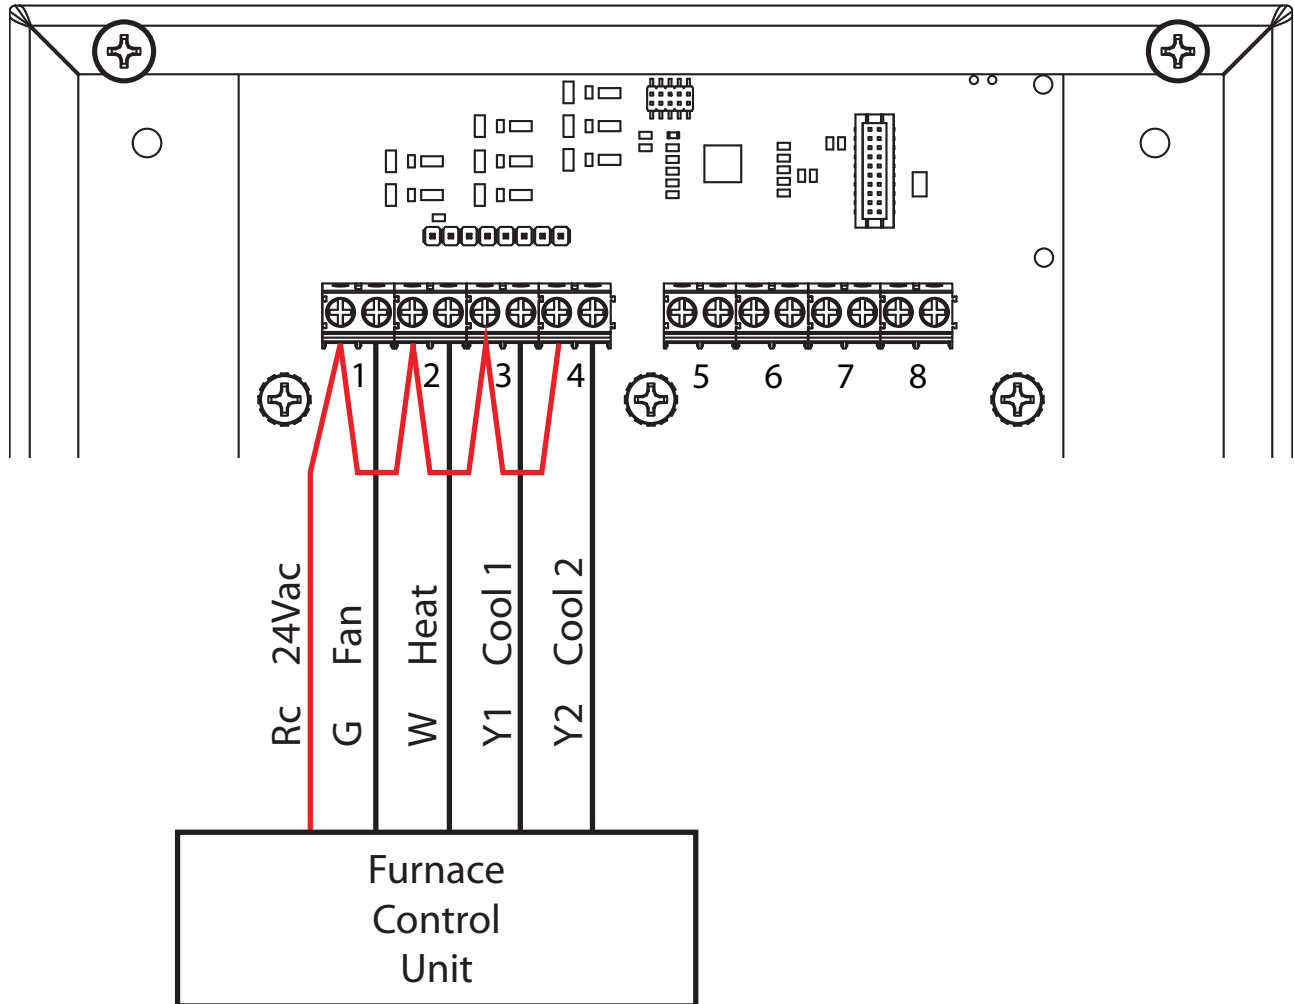 1 2 3 4 5 6 7 8
Rc 24Vac
G Fan
W Heat
Y1 Cool 1
Y2 Cool 2
Furnace
Control
Unit